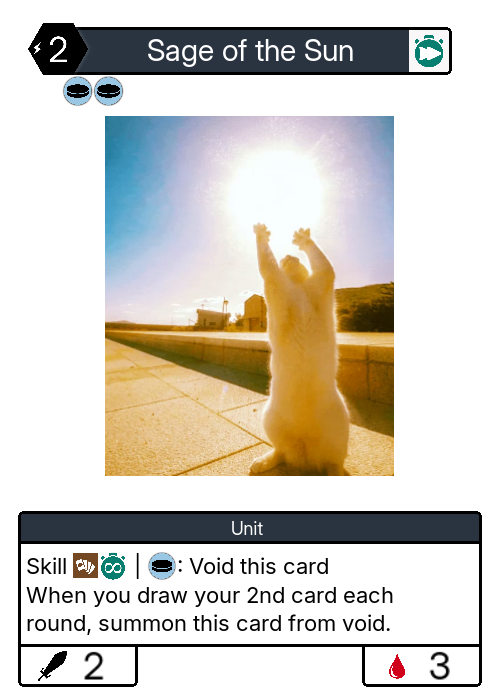 2
Sage of the Sun
Unit
Skill | : Void this card
When you draw your 2nd card each
round, summon this card from void.
2
3